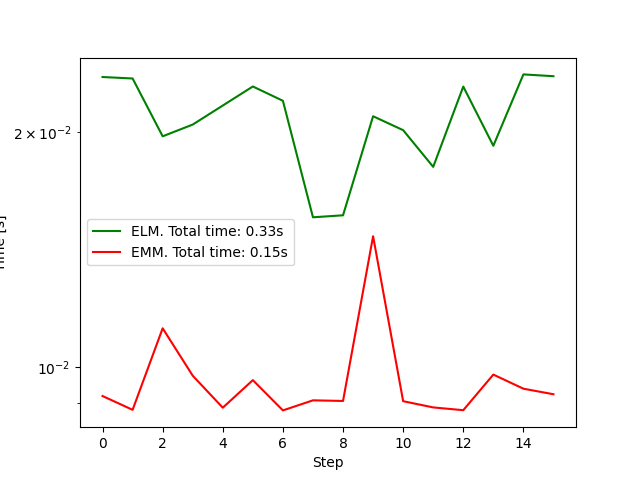 2 × 10⁻²
10⁻²
ELM. Total time: 0.33s
EMM. Total time: 0.15s
0 2 4 6 8 10 12 14
Step